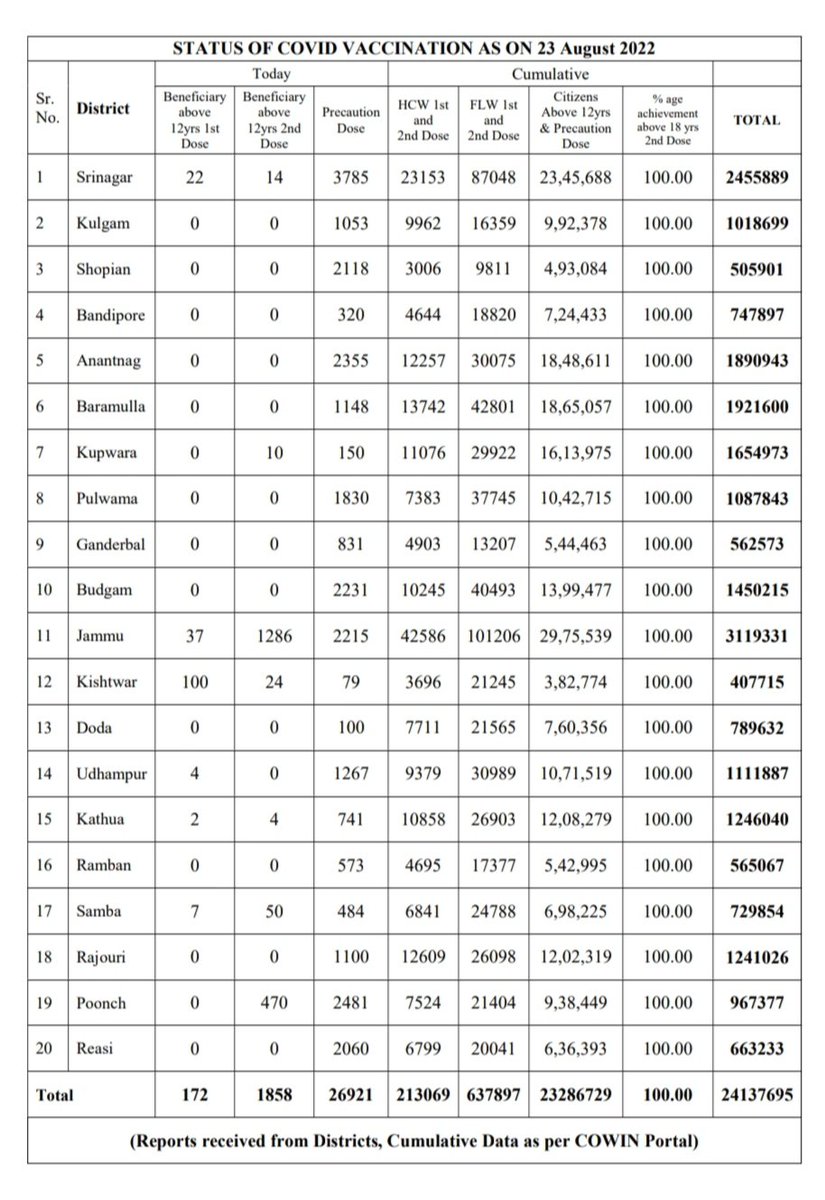 STATUS OF COVID VACCINATION AS ON 23 August 2022
Today Cumulative
Sr. No. District Beneficiary above 12yrs 1st Dose Beneficiary above 12yrs 2nd Dose Precaution Dose HCW 1st and 2nd Dose FLW 1st and 2nd Dose Citizens Above 12yrs & Precaution Dose % age achievement above 18 yrs 2nd Dose TOTAL
1 Srinagar 22 14 3785 23153 87048 23,45,688 100.00 2455889
2 Kulgam 0 0 1053 9962 16359 9,92,378 100.00 1018699
3 Shopian 0 0 2118 3006 9811 4,93,084 100.00 505901
4 Bandipore 0 0 320 4644 18820 7,24,433 100.00 747897
5 Anantnag 0 0 2355 12257 30075 18,48,611 100.00 1890943
6 Baramulla 0 0 1148 13742 42801 18,65,057 100.00 1921600
7 Kupwara 0 10 150 11076 29922 16,13,975 100.00 1654973
8 Pulwama 0 0 1830 7383 37745 10,42,715 100.00 1087843
9 Ganderbal 0 0 831 4903 13207 5,44,463 100.00 562573
10 Budgam 0 0 2231 10245 40493 13,99,477 100.00 1450215
11 Jammu 37 1286 2215 42586 101206 29,75,539 100.00 3119331
12 Kishtwar 100 24 79 3696 21245 3,82,774 100.00 407715
13 Doda 0 0 100 7711 21565 7,60,356 100.00 789632
14 Udhampur 4 0 1267 9379 30989 10,71,519 100.00 1111887
15 Kathua 2 4 741 10858 26903 12,08,279 100.00 1246040
16 Ramban 0 0 573 4695 17377 5,42,995 100.00 565067
17 Samba 7 50 484 6841 24788 6,98,225 100.00 729854
18 Rajouri 0 0 1100 12609 26098 12,02,319 100.00 1241026
19 Poonch 0 470 2481 7524 21404 9,38,449 100.00 967377
20 Reasi 0 0 2060 6799 20041 6,36,393 100.00 663233
Total 172 1858 26921 213069 637897 23286729 100.00 24137695
(Reports received from Districts, Cumulative Data as per COWIN Portal)